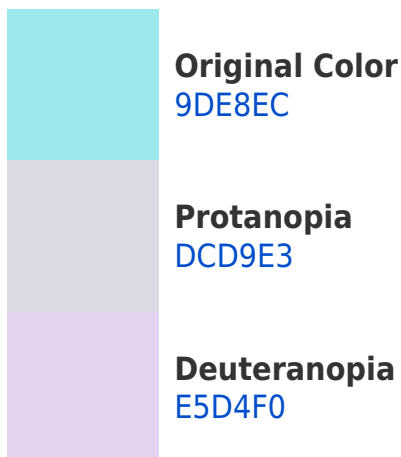 Original Color
9DE8EC
Protanopia
DCD9E3
Deuteranopia
E5D4F0